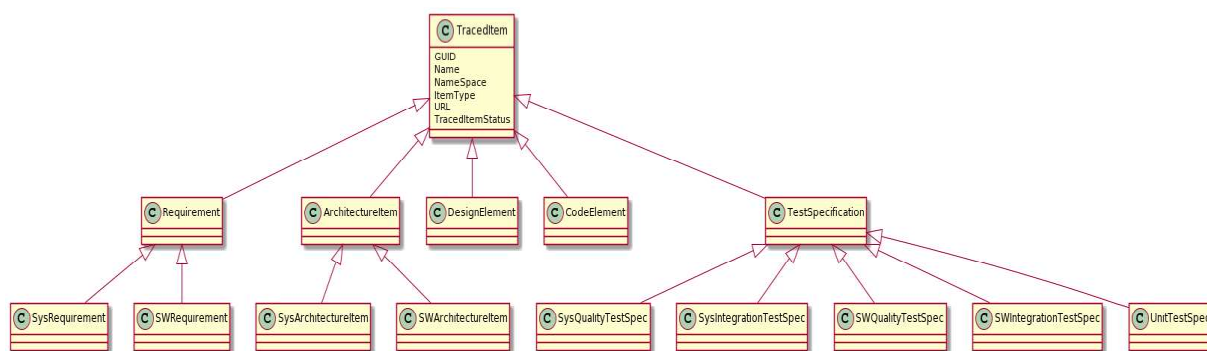 C TracedItem
GUID
Name
NameSpace
ItemType
URL
TracedItemStatus
C Requirement
C ArchitectureItem
C DesignElement
C CodeElement
C TestSpecification
C SysRequirement
C SWRequirement
C SysArchitectureItem
C SWArchitectureItem
C SysQualityTestSpec
C SysIntegrationTestSpec
C SWQualityTestSpec
C SWIntegrationTestSpec
C UnitTestSpec